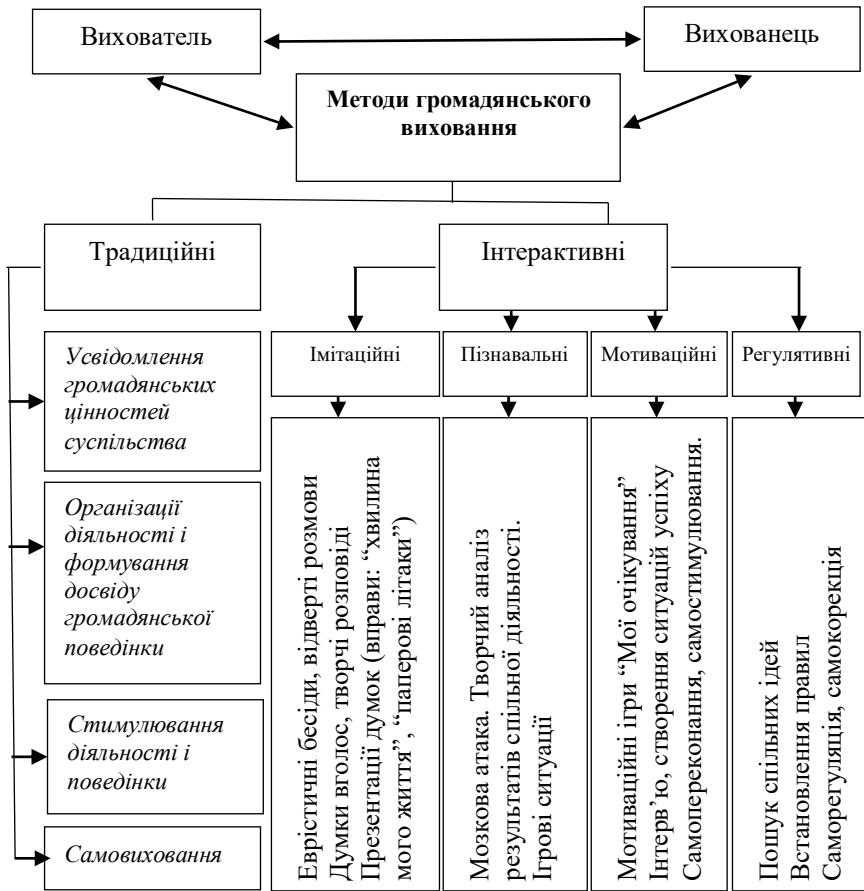 Вихователь
Вихованець
Методи громадянського
виховання
Традиційні
Інтерактивні
Усвідомлення
громадянських
цінностей
суспільства
Організації
діяльності і
формування
досвіду
громадянської
поведінки
Стимулювання
діяльності і
поведінки
Самовиховання
Імітаційні
Пізнавальні
Мотиваційні
Регулятивні
Еврістичні бесіди, відверті розмови
Думки вголос, творчі розповіді
Презентації думок (вправи: “хвилина
мого життя”, “паперові літаки”)
Мозкова атака. Творчий аналіз
результатів спільної діяльності.
Ігрові ситуації
Мотиваційні ігри “Мої очікування”
Інтерв’ю, створення ситуацій успіху
Самопереконання, самостимулювання.
Пошук спільних ідей
Встановлення правил
Саморегуляція, самокорекція